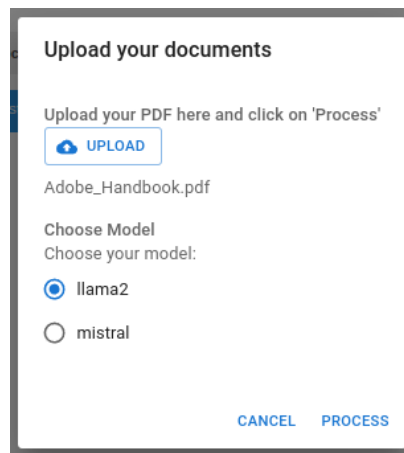 Upload your documents
Upload your PDF here and click on 'Process'
UPLOAD
Adobe_Handbook.pdf
Choose Model
Choose your model:
llama2
mistral
CANCEL PROCESS